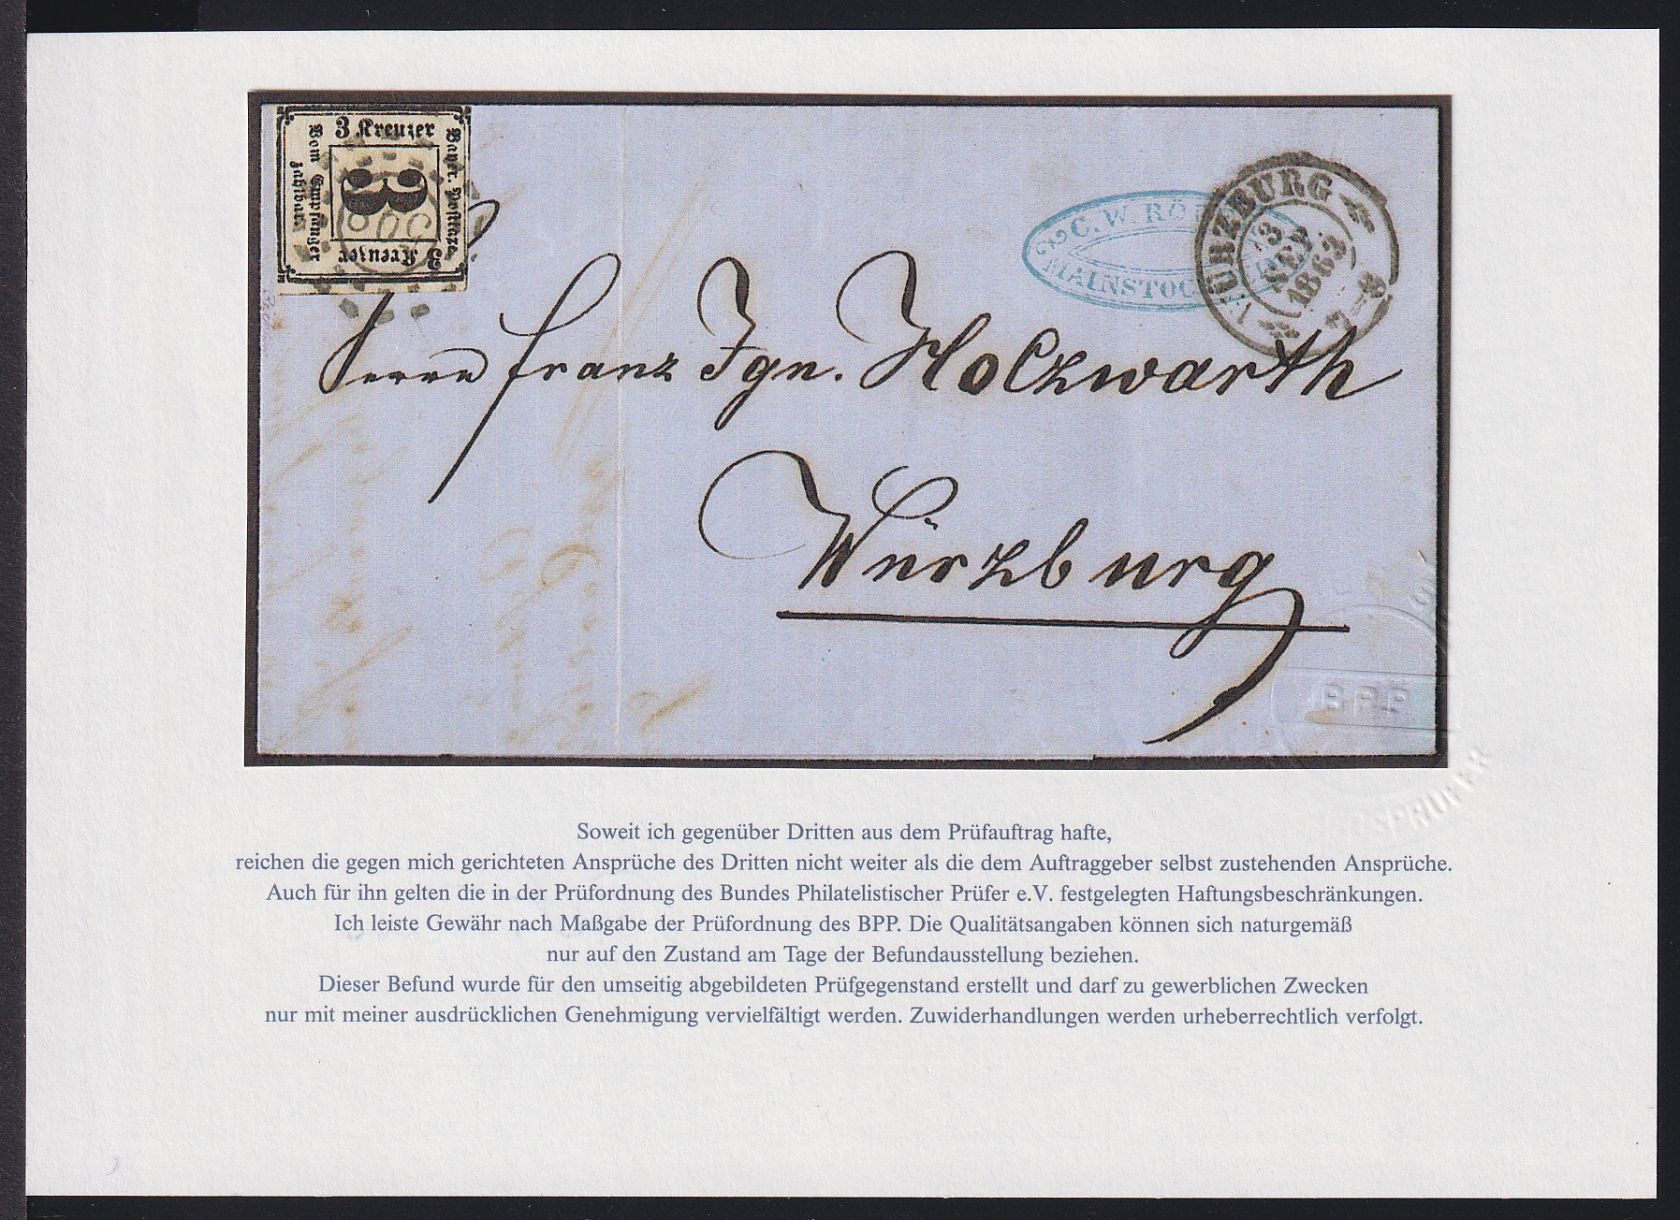 3 Kreuzer
Bayer. Posttaxe
Vom Empfänger
zahlbar
3
3 Kreuzer
C. W. RÖ
MAINSTOC
WÜRZBURG
13
SEP
1862
Herrn Franz Ign. Holzwarth
Würzburg
BPP
Soweit ich gegenüber Dritten aus dem Prüfauftrag hafte,
reichen die gegen mich gerichteten Ansprüche des Dritten nicht weiter als die dem Auftraggeber selbst zustehenden Ansprüche.
Auch für ihn gelten die in der Prüfordnung des Bundes Philatelistischer Prüfer e.V. festgelegten Haftungsbeschränkungen.
Ich leiste Gewähr nach Maßgabe der Prüfordnung des BPP. Die Qualitätsangaben können sich naturgemäß
nur auf den Zustand am Tage der Befundausstellung beziehen.
Dieser Befund wurde für den umseitig abgebildeten Prüfgegenstand erstellt und darf zu gewerblichen Zwecken
nur mit meiner ausdrücklichen Genehmigung vervielfältigt werden. Zuwiderhandlungen werden urheberrechtlich verfolgt.